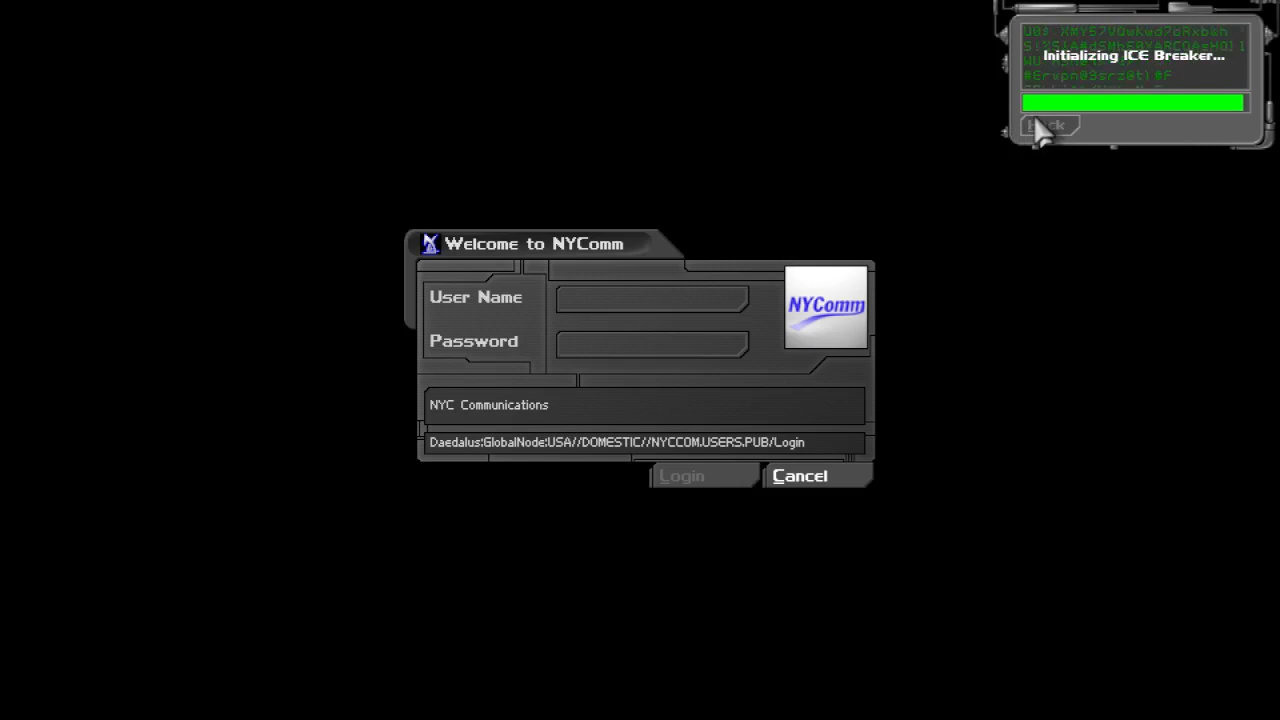 Initializing ICE Breaker...
Hack
Welcome to NYComm
User Name
NYComm
Password
NYC Communications
Daedalus:GlobalNode:USA//DOMESTIC//NYCCOM.USERS.PUB/Login
Login
Cancel